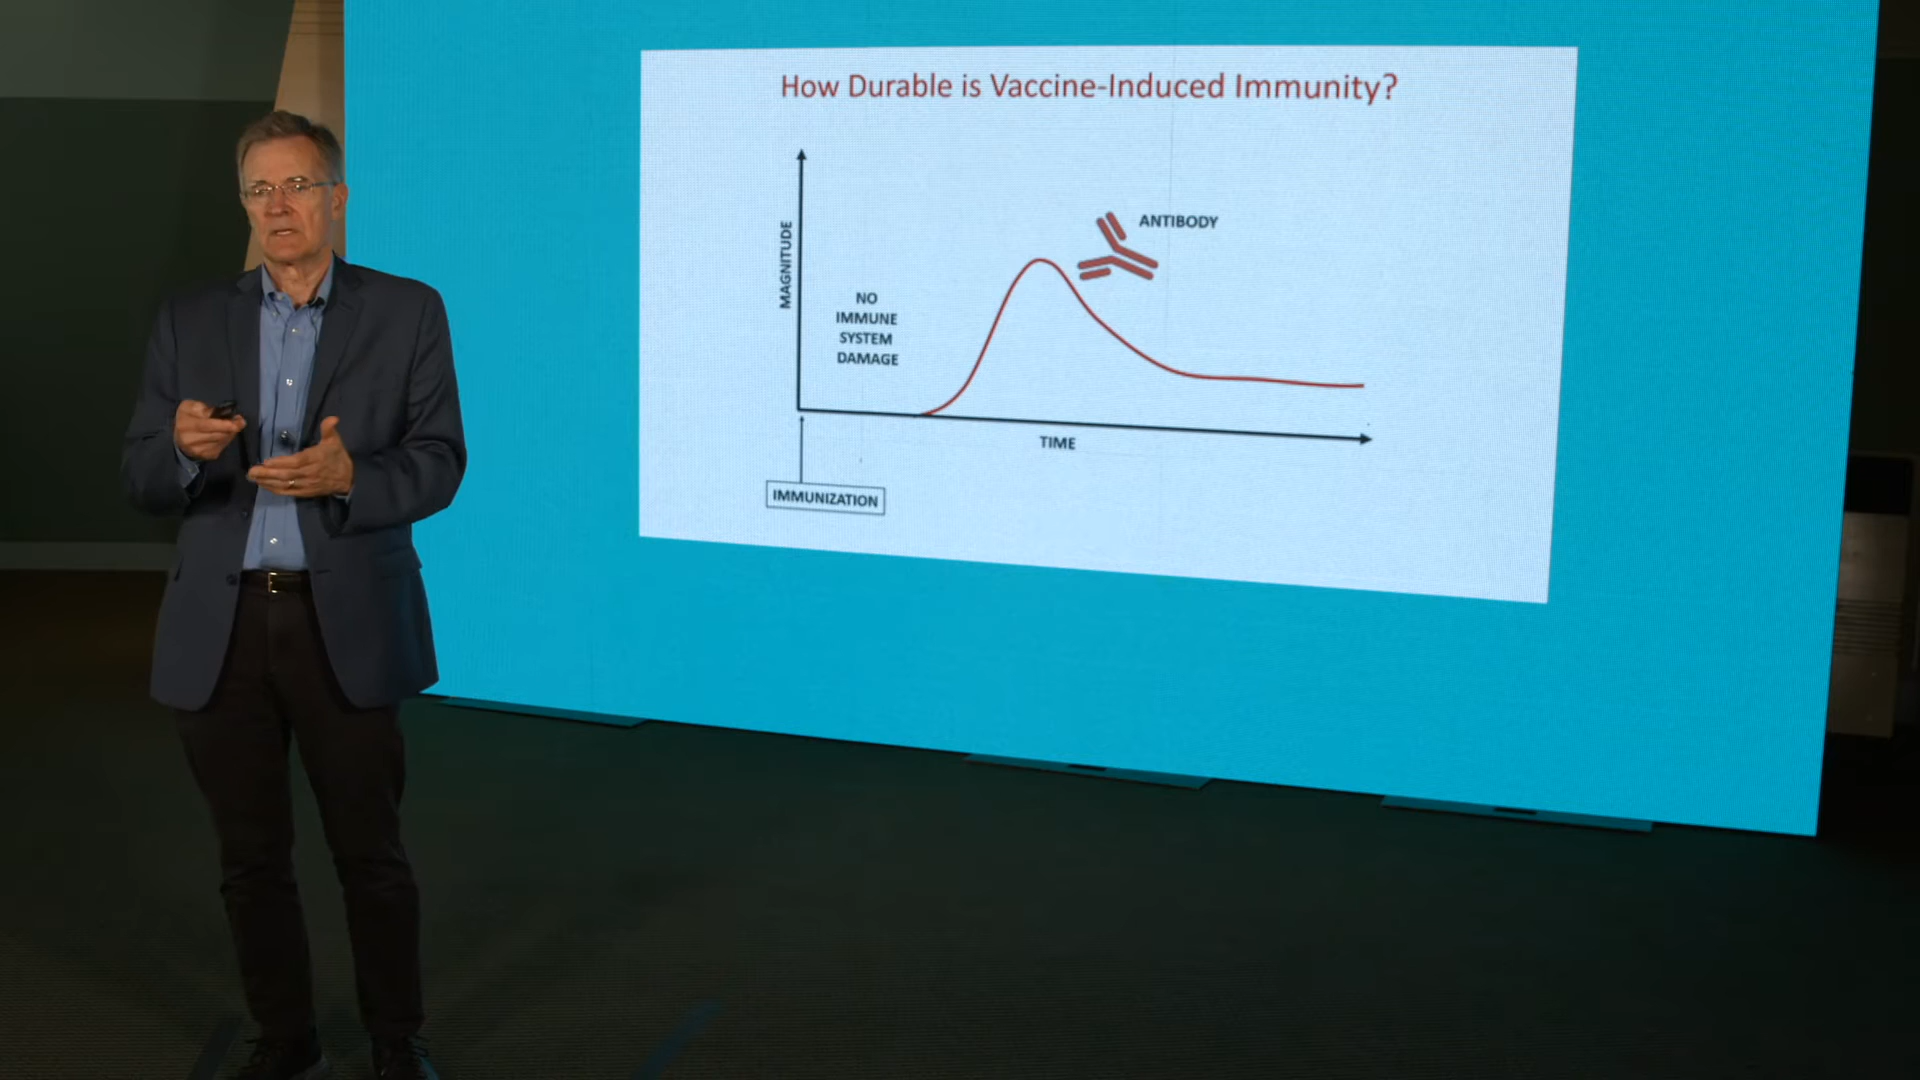 How Durable is Vaccine-Induced Immunity?
ANTIBODY
MAGNITUDE
NO
IMMUNE
SYSTEM
DAMAGE
TIME
IMMUNIZATION